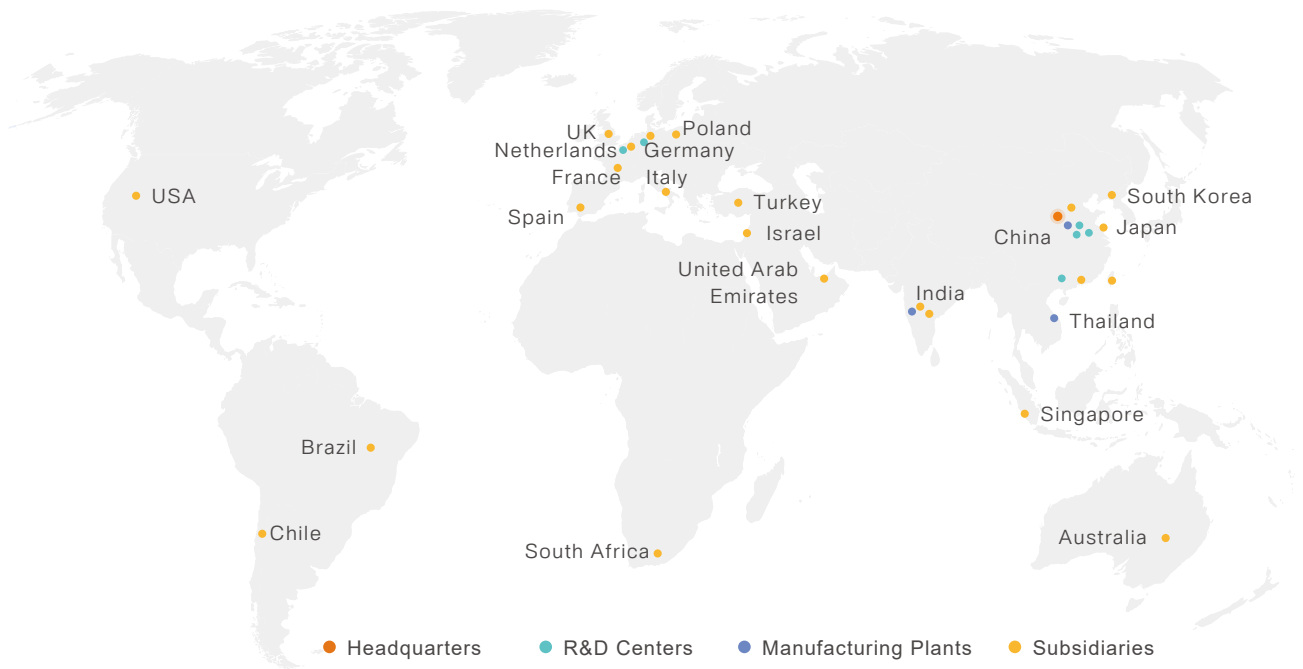 UK
Poland
Netherlands
Germany
France
Italy
USA
South Korea
Turkey
Spain
Japan
Israel
China
United Arab
Emirates
India
Thailand
Singapore
Brazil
Chile
Australia
South Africa
Headquarters
R&D Centers
Manufacturing Plants
Subsidiaries